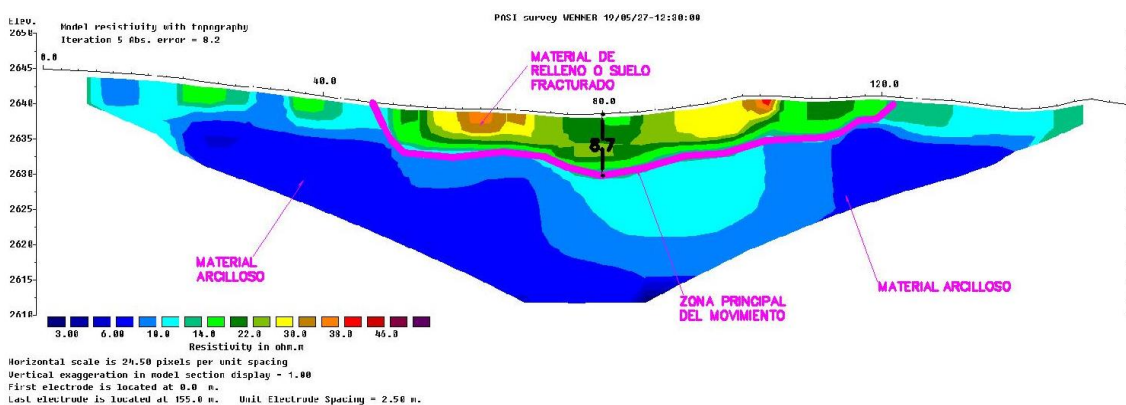 Elev.
PASI survey WENNER 19/05/27-12:30:00
Model resistivity with topography
Iteration 5 Abs. error = 8.2
2650
2645
2640
2635
2630
2625
2620
2615
2610
0.0
40.0
80.0
120.0
MATERIAL DE
RELLENO O SUELO
FRACTURADO
8.7
MATERIAL
ARCILLOSO
ZONA PRINCIPAL
DEL MOVIMIENTO
MATERIAL ARCILLOSO
3.00 6.00 10.0 14.0 22.0 30.0 38.0 46.0
Resistivity in ohm.m
Horizontal scale is 24.50 pixels per unit spacing
Vertical exaggeration in model section display = 1.00
First electrode is located at 0.0 m.
Last electrode is located at 155.0 m. Unit Electrode Spacing = 2.50 m.